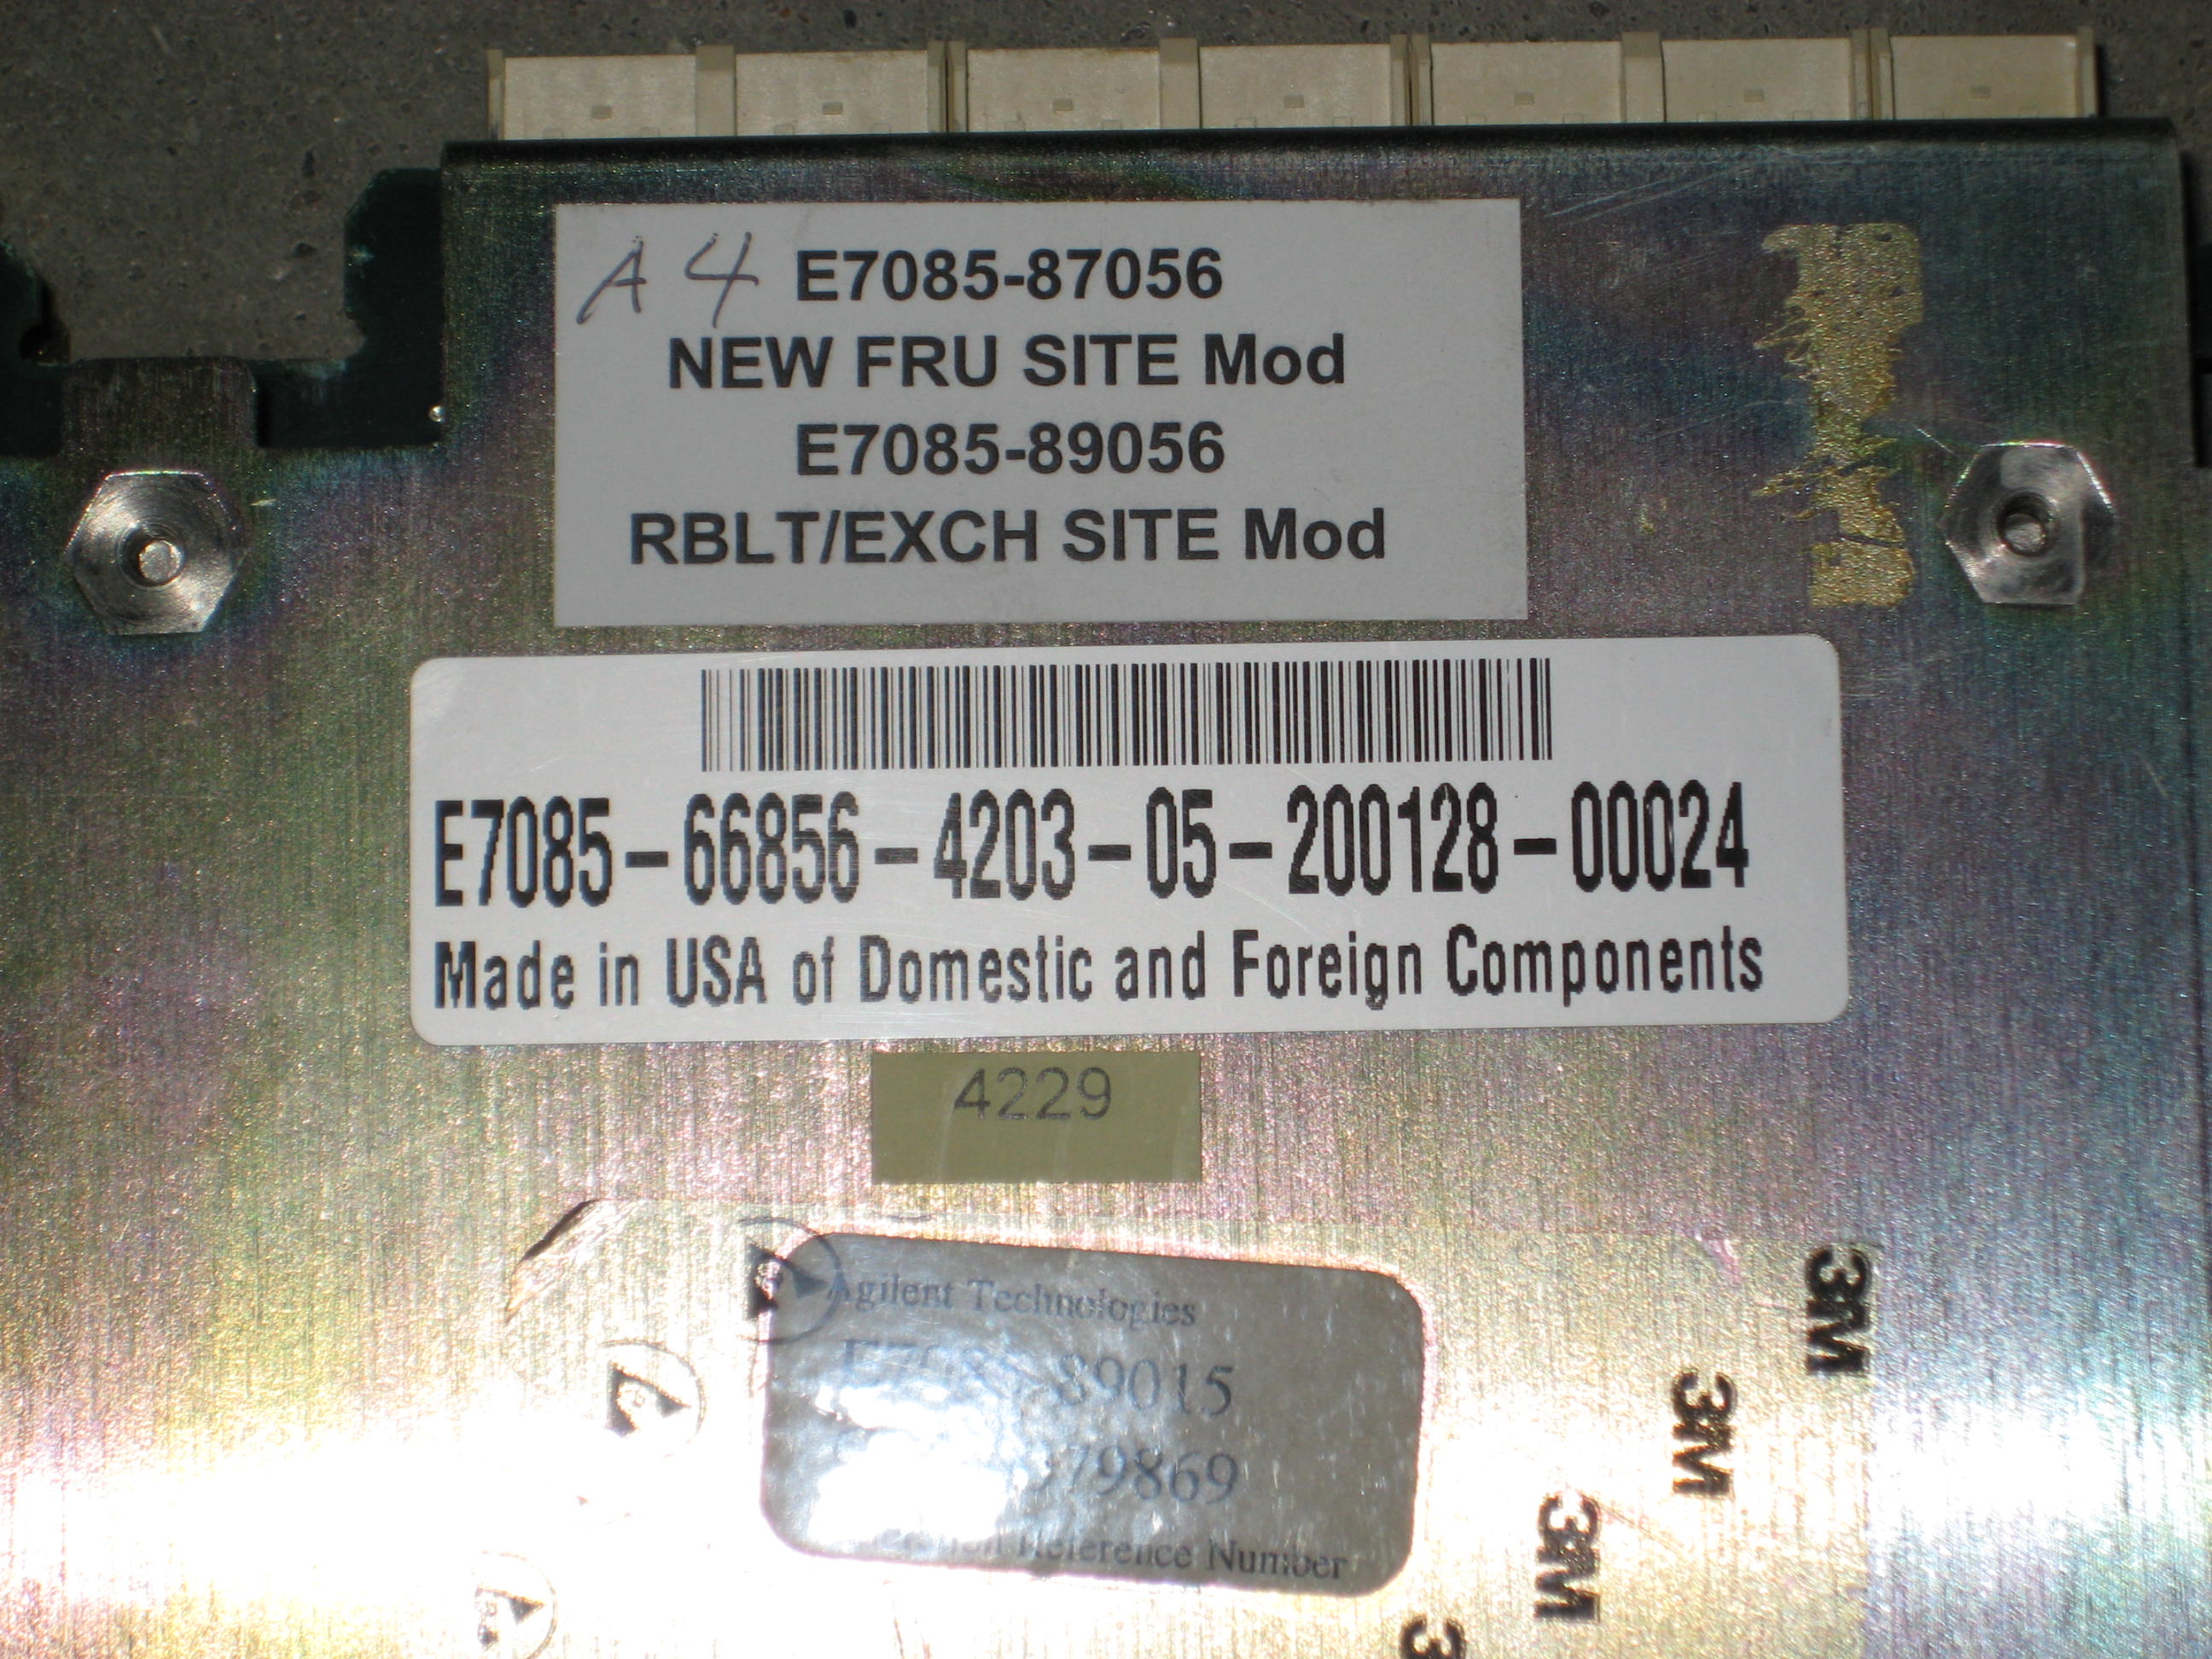 A4 E7085-87056
NEW FRU SITE Mod
E7085-89056
RBLT/EXCH SITE Mod
E7085-66856-4203-05-200128-00024
Made in USA of Domestic and Foreign Components
4229
Agilent Technologies
E7085-89015
Reference Number
3M
3M
3M